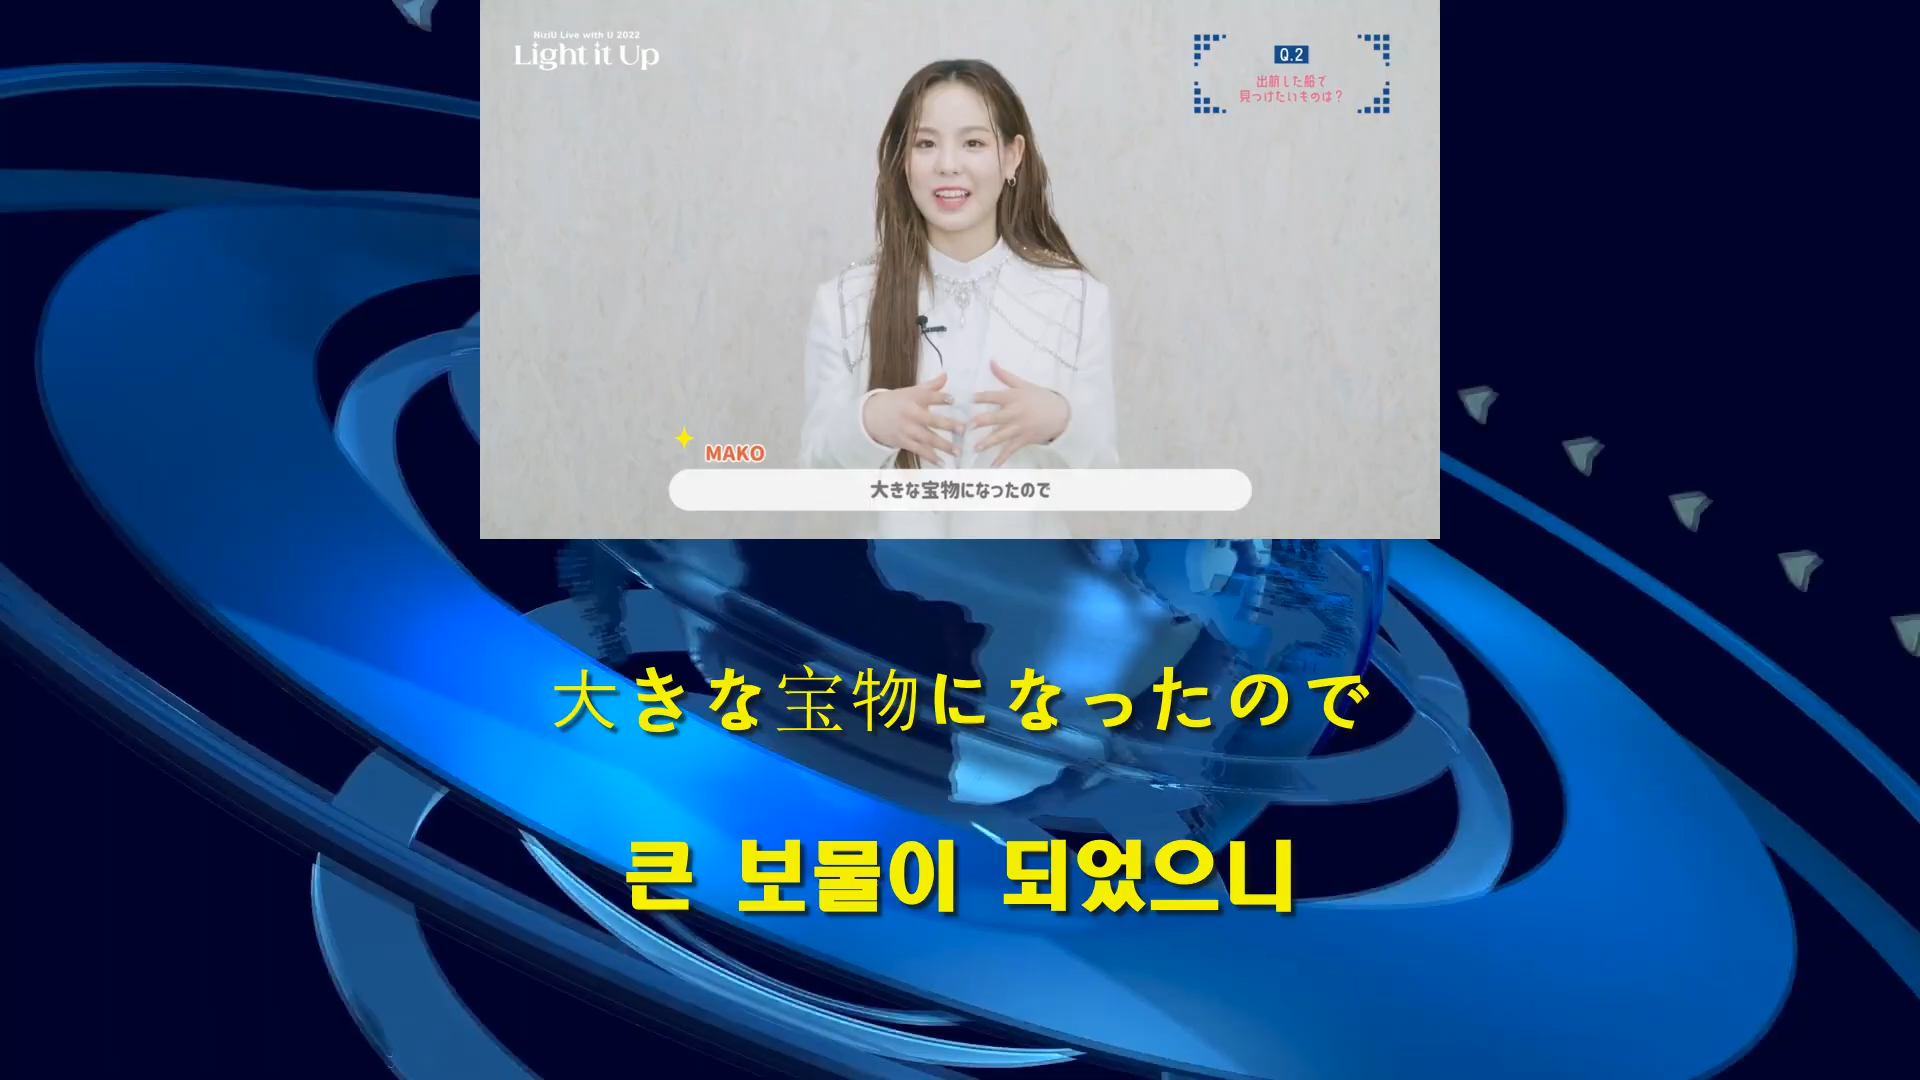 NiziU Live with U 2022
Light it Up
Q.2
出航した船で
見つけたいものは？
MAKO
大きな宝物になったので
大きな宝物になったので
큰 보물이 되었으니